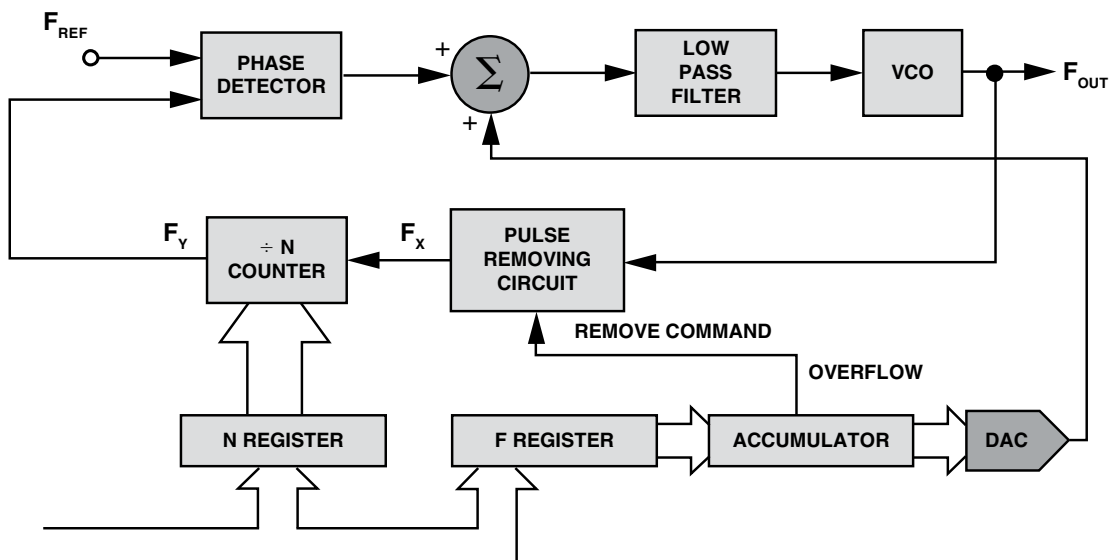 F_REF
PHASE
DETECTOR
+
Σ
+
LOW
PASS
FILTER
VCO
F_OUT
F_Y
÷ N
COUNTER
F_X
PULSE
REMOVING
CIRCUIT
REMOVE COMMAND
OVERFLOW
N REGISTER
F REGISTER
ACCUMULATOR
DAC